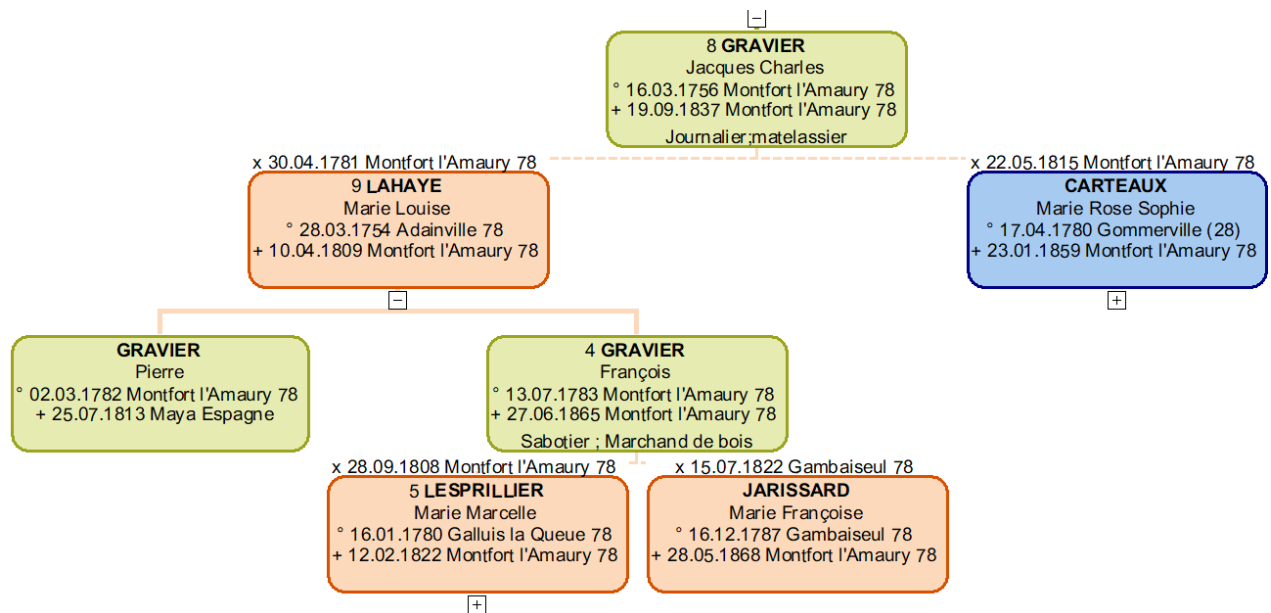 8 GRAVIER
Jacques Charles
° 16.03.1756 Montfort l'Amaury 78
+ 19.09.1837 Montfort l'Amaury 78
Journalier;matelassier
x 30.04.1781 Montfort l'Amaury 78
9 LAHAYE
Marie Louise
° 28.03.1754 Adainville 78
+ 10.04.1809 Montfort l'Amaury 78
x 22.05.1815 Montfort l'Amaury 78
CARTEAUX
Marie Rose Sophie
° 17.04.1780 Gommerville (28)
+ 23.01.1859 Montfort l'Amaury 78
GRAVIER
Pierre
° 02.03.1782 Montfort l'Amaury 78
+ 25.07.1813 Maya Espagne
4 GRAVIER
François
° 13.07.1783 Montfort l'Amaury 78
+ 27.06.1865 Montfort l'Amaury 78
Sabotier ; Marchand de bois
x 28.09.1808 Montfort l'Amaury 78
5 LESPRILLIER
Marie Marcelle
° 16.01.1780 Galluis la Queue 78
+ 12.02.1822 Montfort l'Amaury 78
x 15.07.1822 Gambaiseul 78
JARISSARD
Marie Françoise
° 16.12.1787 Gambaiseul 78
+ 28.05.1868 Montfort l'Amaury 78